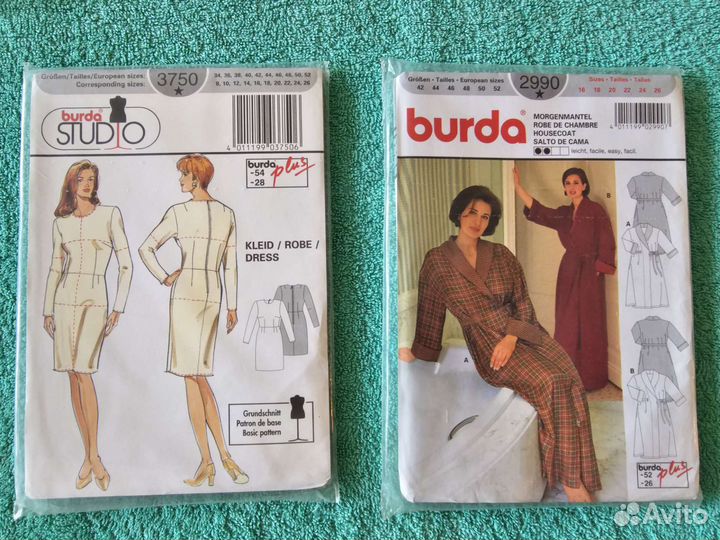 Größen/Tailles/European sizes:
Corresponding sizes:
3750
34, 36, 38, 40, 42, 44, 46, 48, 50, 52
8, 10, 12, 14, 16, 18, 20, 22, 24, 26
burda
STUDIO
4 011199 037506
burda plus
-54
-28
KLEID / ROBE /
DRESS
Grundschnitt
Patron de base
Basic pattern
Größen • Tailles • European sizes
42 44 46 48 50 52
2990
Sizes • Tailles • Tallas
16 18 20 22 24 26
burda®
MORGENMANTEL
ROBE DE CHAMBRE
HOUSECOAT
SALTO DE CAMA
leicht, facile, easy, facil.
4 011199 029907
B
A
A
B
burda plus
-52
-26
Avito